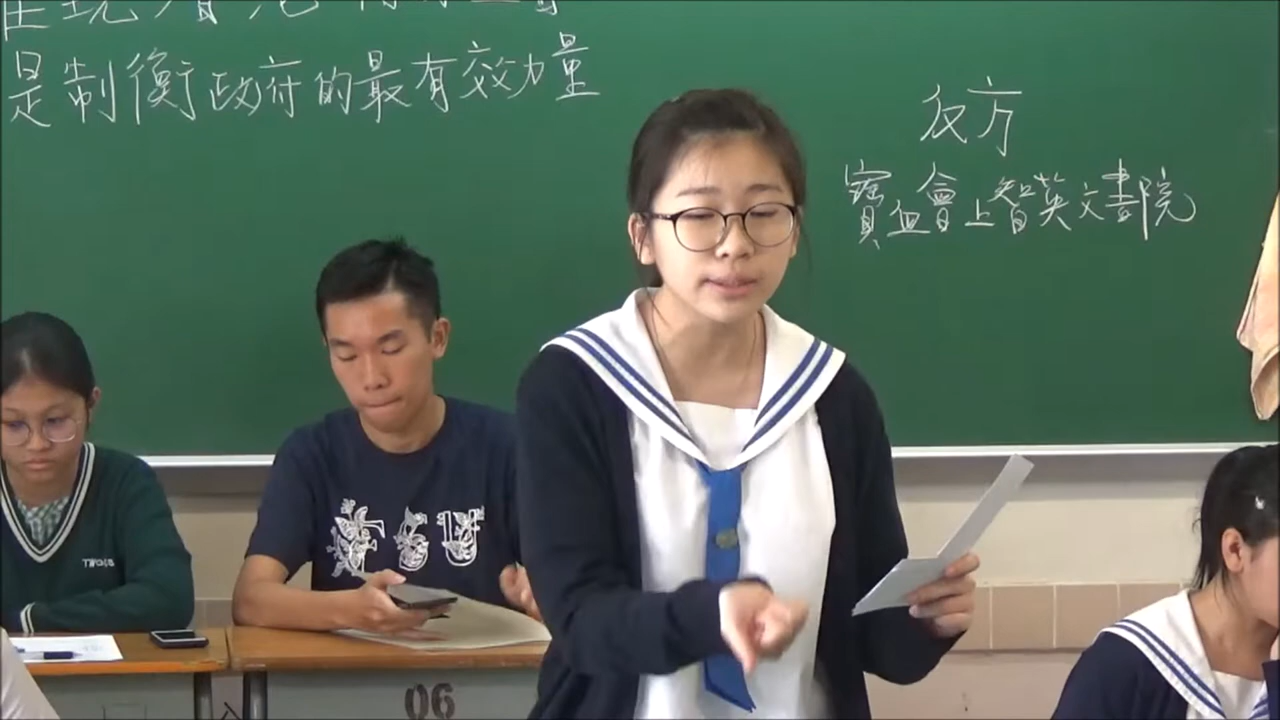 是制衡政府的最有效力量
反方
寶血會上智英文書院
06